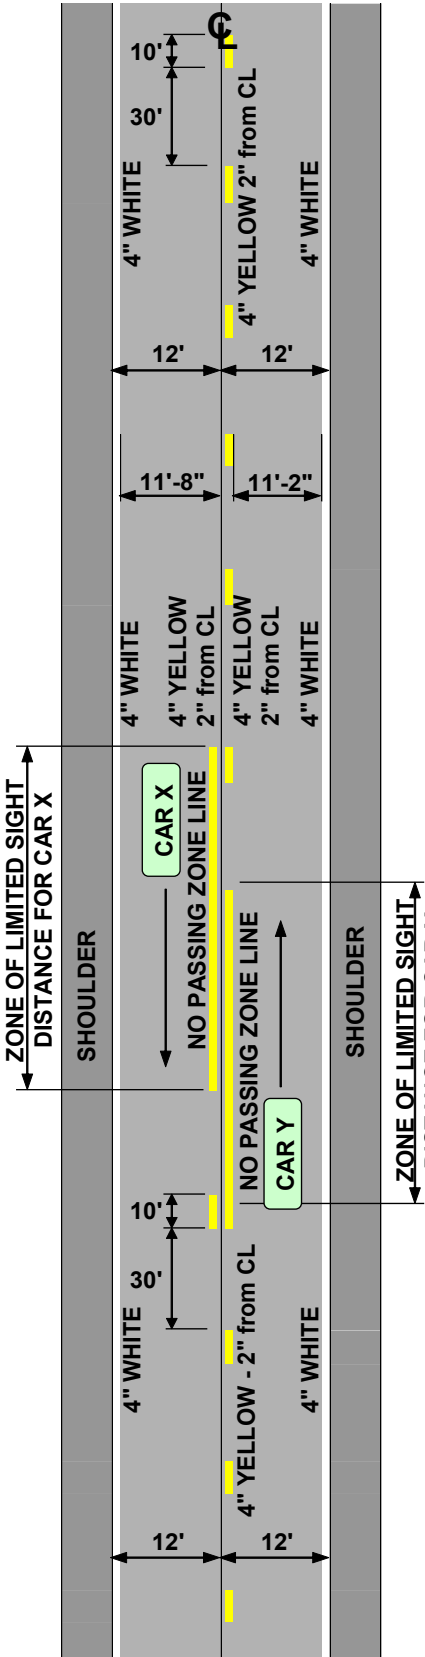 ℄
10'
30'
4" WHITE
4" YELLOW 2" from CL
4" WHITE
12'
12'
11'-8"
11'-2"
4" WHITE
4" YELLOW
2" from CL
4" YELLOW
2" from CL
4" WHITE
ZONE OF LIMITED SIGHT
DISTANCE FOR CAR X
SHOULDER
CAR X
NO PASSING ZONE LINE
NO PASSING ZONE LINE
CAR Y
SHOULDER
ZONE OF LIMITED SIGHT
10'
30'
4" WHITE
4" YELLOW - 2" from CL
4" WHITE
12'
12'